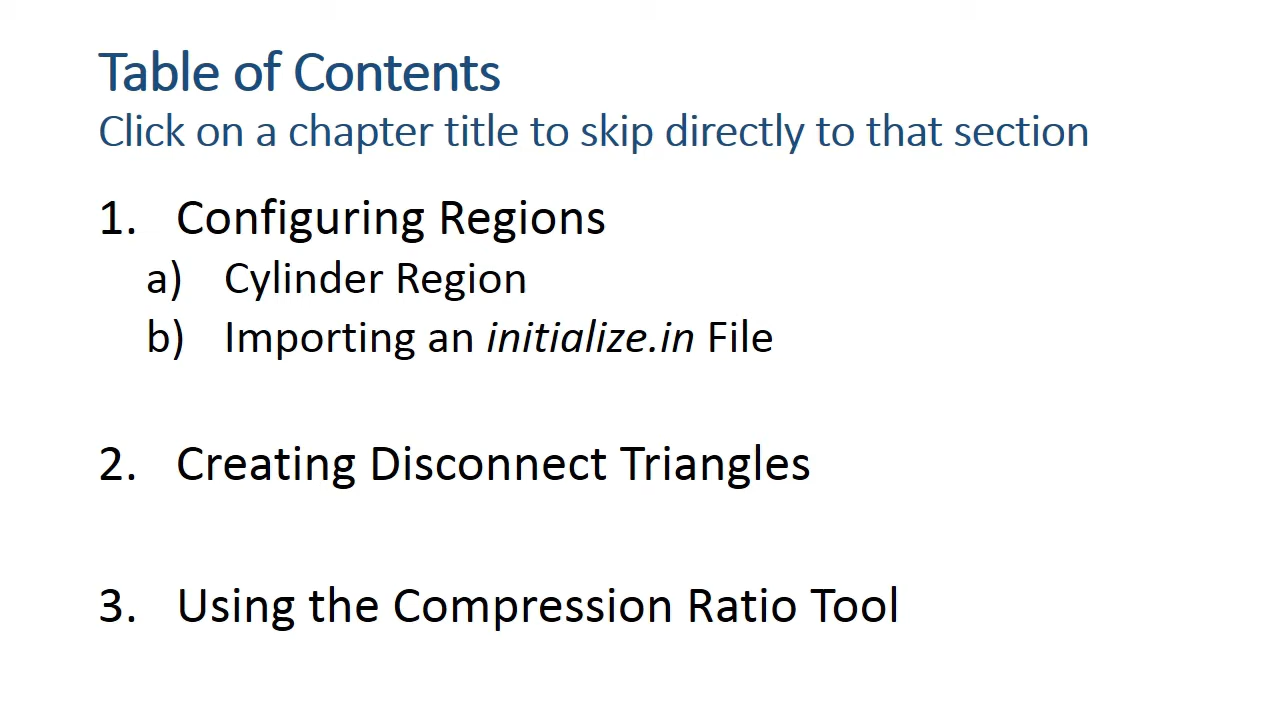 Table of Contents
Click on a chapter title to skip directly to that section
1. Configuring Regions
a) Cylinder Region
b) Importing an initialize.in File
2. Creating Disconnect Triangles
3. Using the Compression Ratio Tool